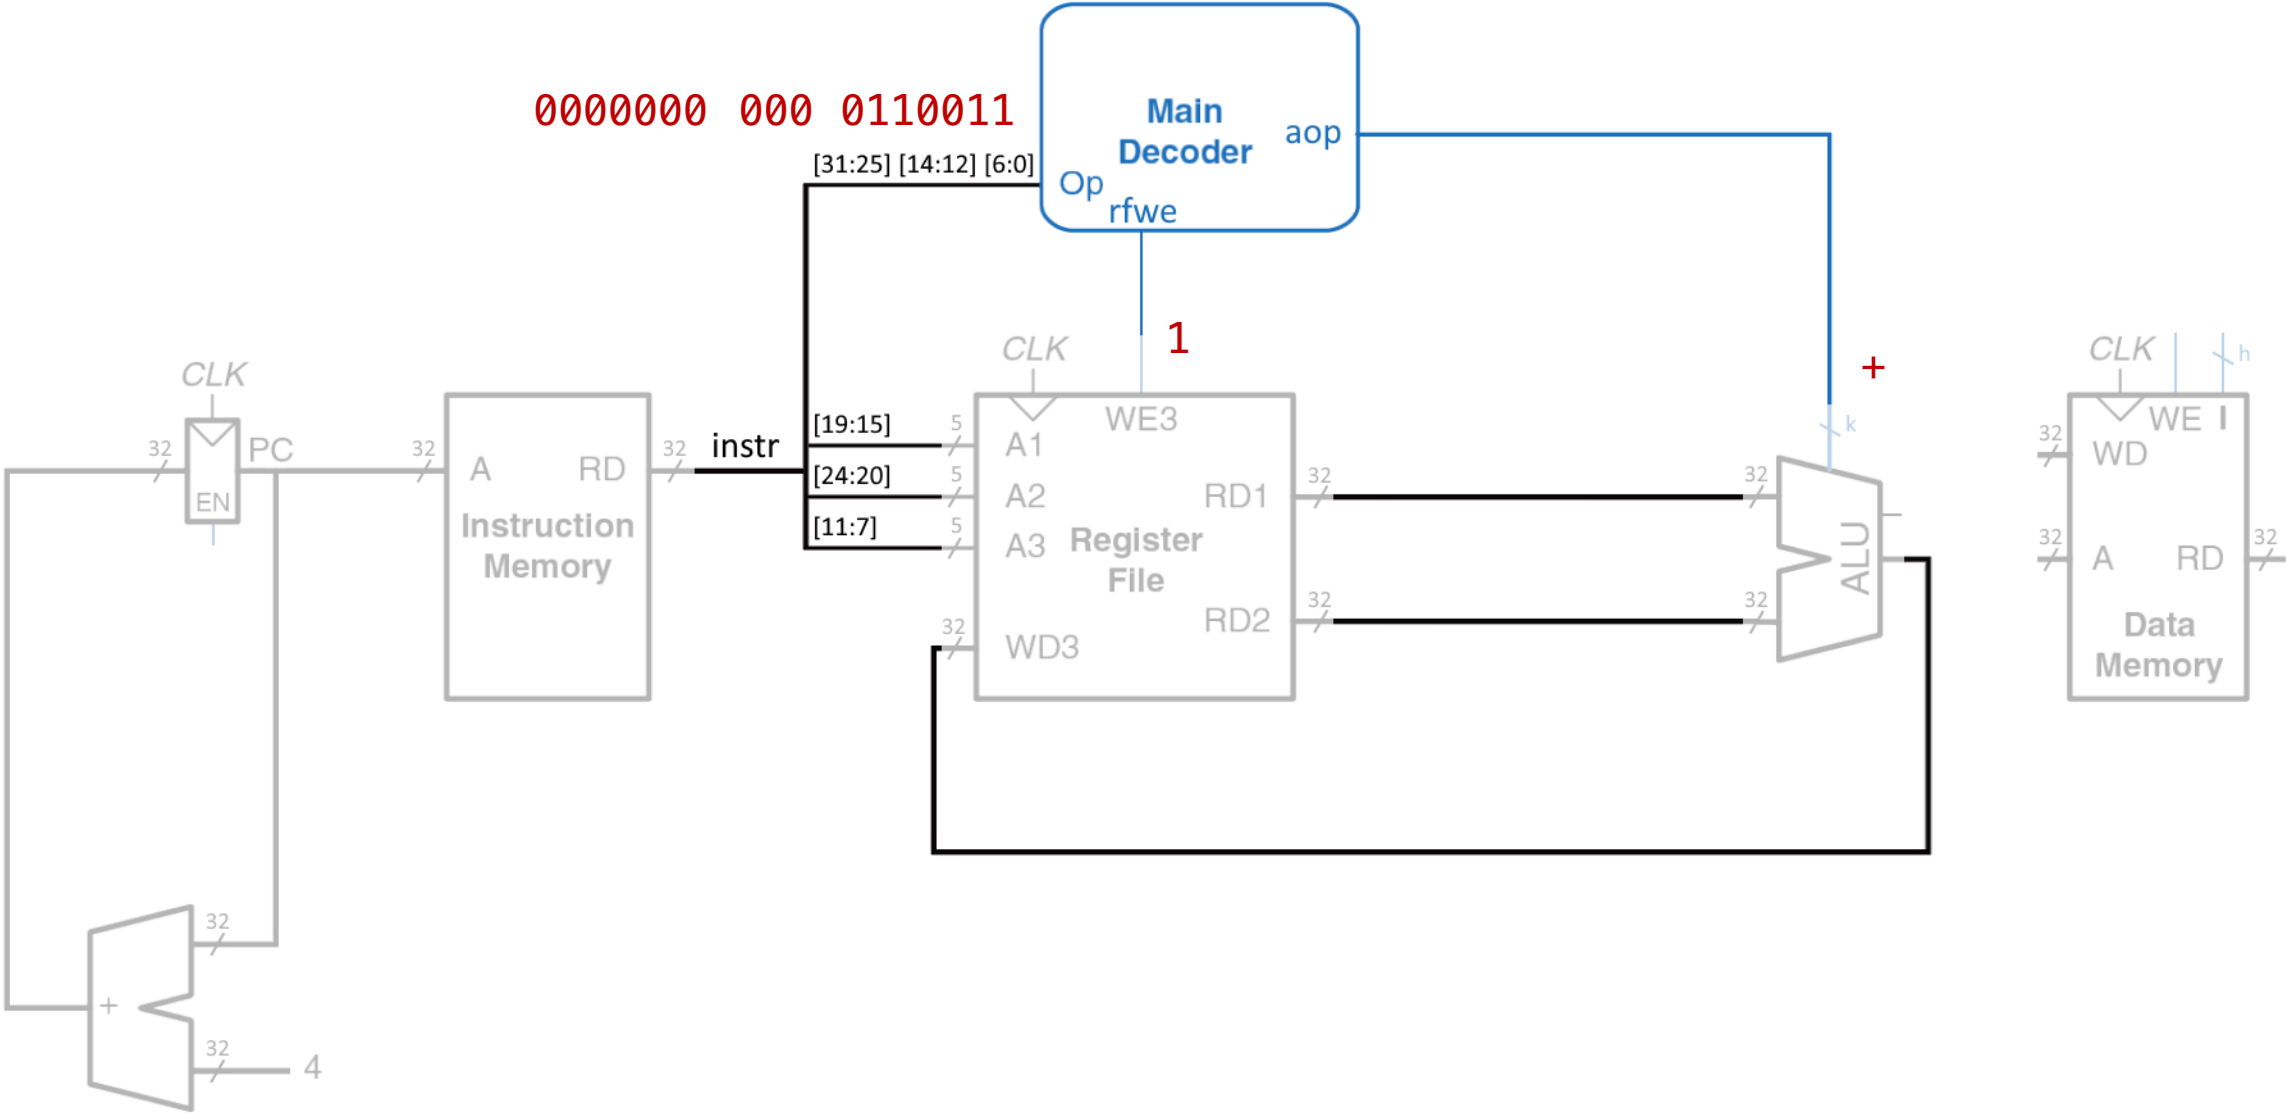 0000000 000 0110011
Main
Decoder
aop
[31:25] [14:12] [6:0]
Op
rfwe
1
+
CLK
CLK
CLK
h
k
WE3
WE I
[19:15]
5
A1
32
PC
32
A
RD
32
instr
EN
Instruction
Memory
[24:20]
5
A2
[11:7]
5
A3
RD1
32
32
Register
File
RD2
32
32
32
WD3
ALU
32
WD
32
A
RD
32
Data
Memory
32
+
32
4